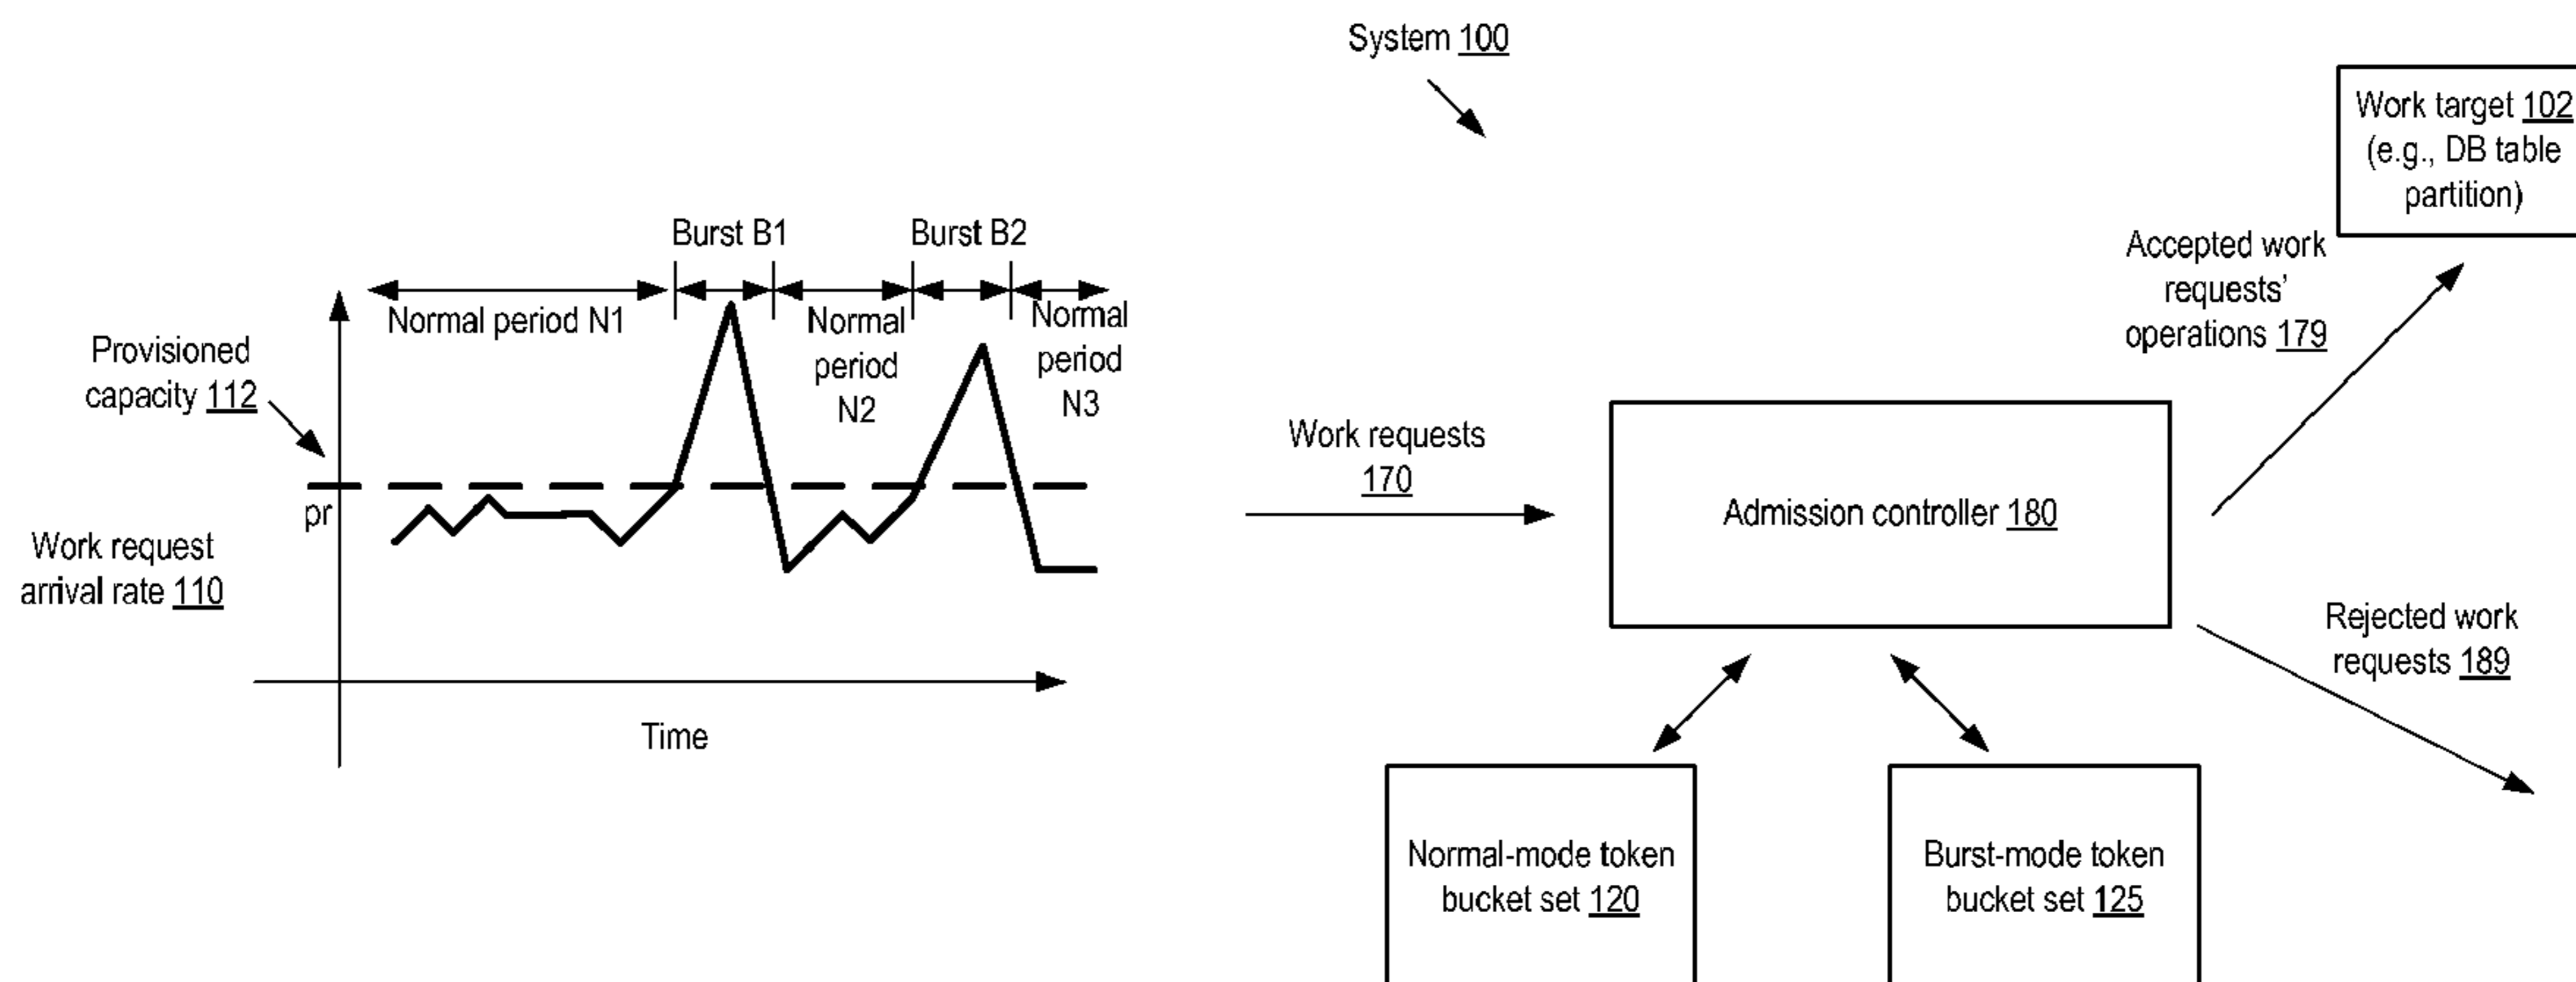 System 100
Work target 102
(e.g., DB table
partition)
Burst B1
Burst B2
Accepted work
requests’
operations 179
Normal period N1
Normal
period
N2
Normal
period
N3
Provisioned
capacity 112
pr
Work request
arrival rate 110
Time
Work requests
170
Admission controller 180
Rejected work
requests 189
Normal-mode token
bucket set 120
Burst-mode token
bucket set 125